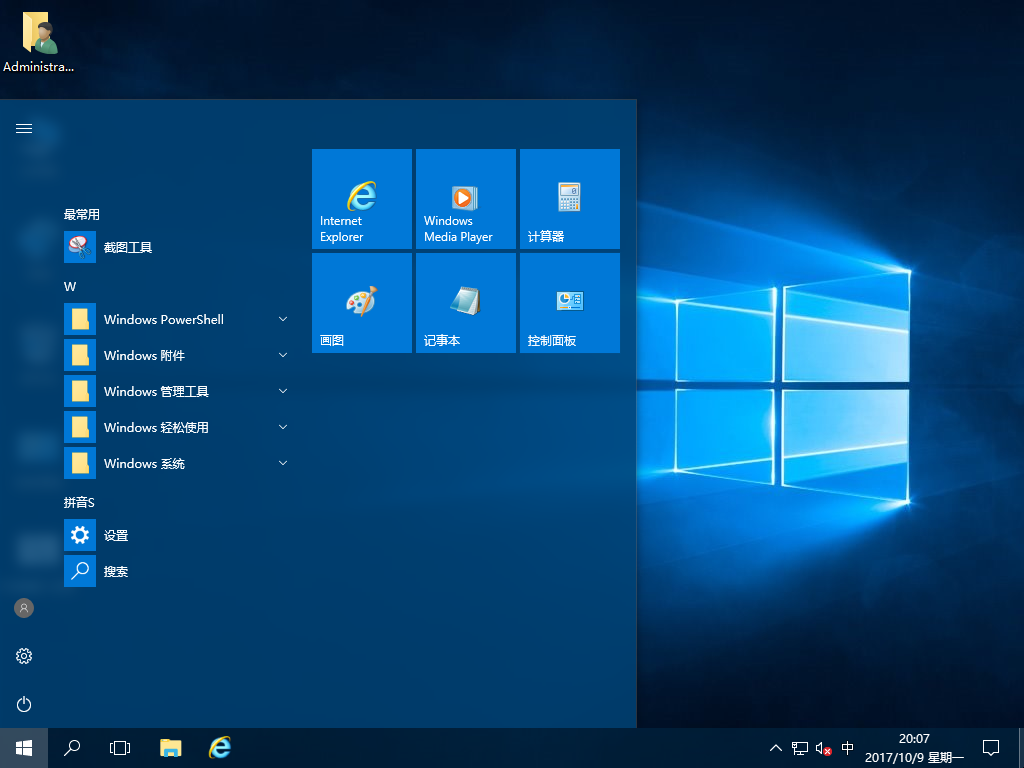 Administra...
最常用
截图工具
W
Windows PowerShell
Windows 附件
Windows 管理工具
Windows 轻松使用
Windows 系统
拼音S
设置
搜索
Internet
Explorer
Windows
Media Player
计算器
画图
记事本
控制面板
中
20:07
2017/10/9 星期一